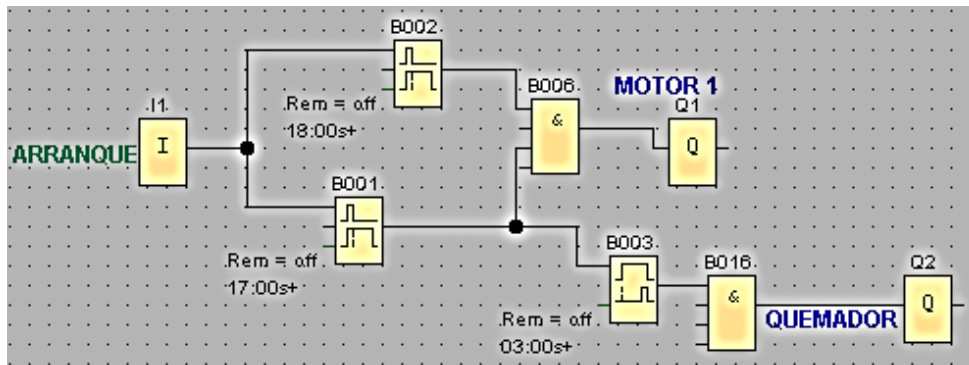 B002
B006
MOTOR 1
Q1
I1
Rem = off
18:00s+
&
I
Q
ARRANQUE
B001
B003
B016
Q2
Rem = off
17:00s+
&
Q
QUEMADOR
Rem = off
03:00s+